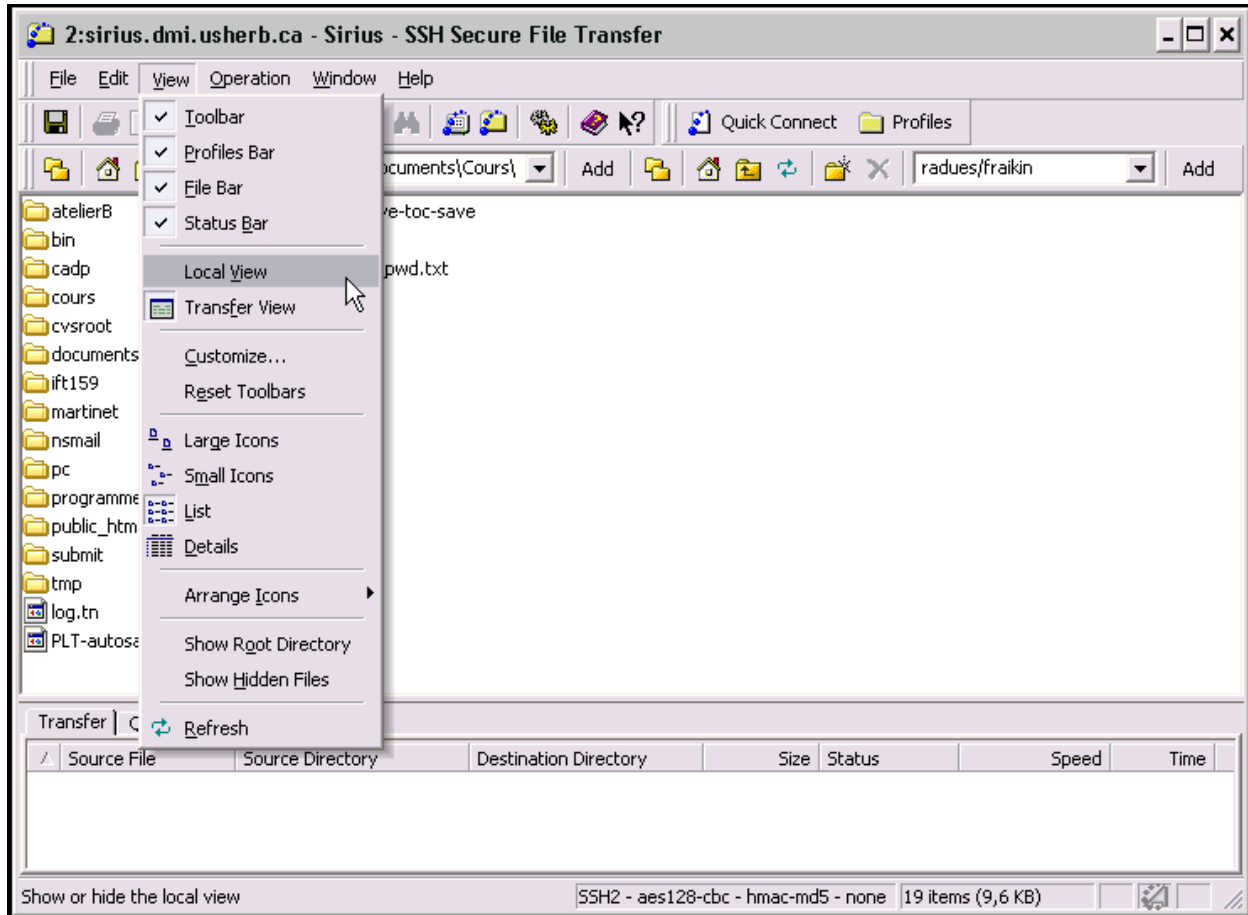 2:sirius.dmi.usherb.ca - Sirius - SSH Secure File Transfer
File Edit View Operation Window Help
Quick Connect Profiles
ocuments\Cours\ Add radues/fraikin Add
Toolbar
Profiles Bar
File Bar
Status Bar
Local View
Transfer View
Customize...
Reset Toolbars
Large Icons
Small Icons
List
Details
Arrange Icons
Show Root Directory
Show Hidden Files
Refresh
atelierB
bin
cadp
cours
cvsroot
documents
ift159
martinet
nsmail
pc
programme
public_htm
submit
tmp
log.tn
PLT-autosa
ve-toc-save
pwd.txt
Transfer
Source File Source Directory Destination Directory Size Status Speed Time
Show or hide the local view SSH2 - aes128-cbc - hmac-md5 - none 19 items (9,6 KB)